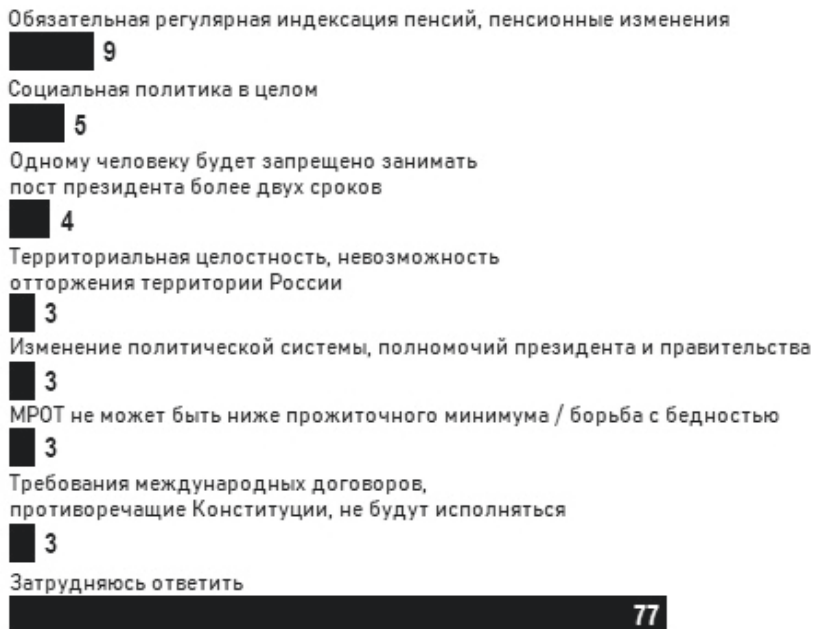 Обязательная регулярная индексация пенсий, пенсионные изменения
9
Социальная политика в целом
5
Одному человеку будет запрещено занимать
пост президента более двух сроков
4
Территориальная целостность, невозможность
отторжения территории России
3
Изменение политической системы, полномочий президента и правительства
3
МРОТ не может быть ниже прожиточного минимума / борьба с бедностью
3
Требования международных договоров,
противоречащие Конституции, не будут исполняться
3
Затрудняюсь ответить
77